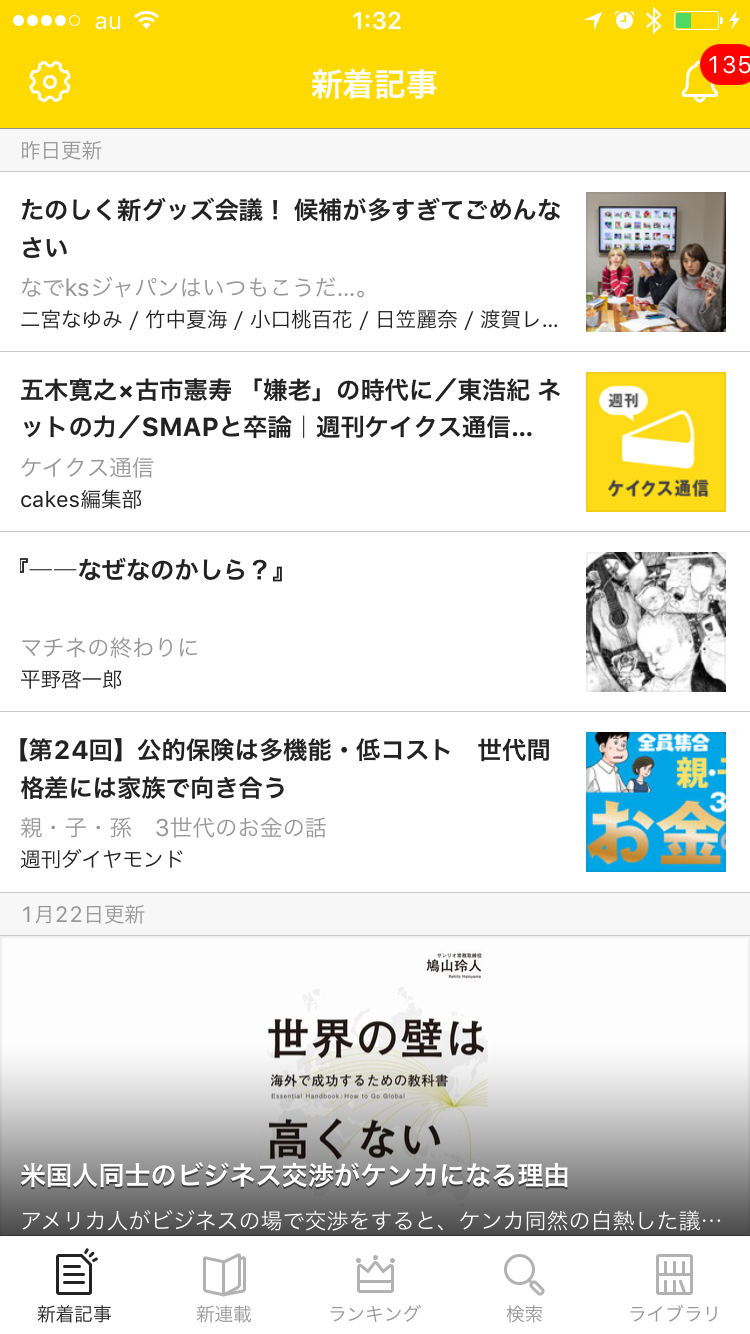 au
1:32
新着記事
135
昨日更新
たのしく新グッズ会議！ 候補が多すぎてごめんな
さい
なでksジャパンはいつもこうだ…。
二宮なゆみ / 竹中夏海 / 小口桃百花 / 日笠麗奈 / 渡賀レ...
五木寛之×古市憲寿 「嫌老」の時代に／東浩紀 ネ
ットの力／SMAPと卒論｜週刊ケイクス通信...
ケイクス通信
cakes編集部
週刊
ケイクス通信
『――なぜなのかしら？』
マチネの終わりに
平野啓一郎
【第24回】公的保険は多機能・低コスト　世代間
格差には家族で向き合う
親・子・孫　3世代のお金の話
週刊ダイヤモンド
全員集合
親・
3
お金
1月22日更新
サンリオ常務取締役
鳩山玲人
Rehito Hatoyama
世界の壁は
海外で成功するための教科書
Essential Handbook: How to Go Global
高くない
米国人同士のビジネス交渉がケンカになる理由
アメリカ人がビジネスの場で交渉をすると、ケンカ同然の白熱した議…
新着記事
新連載
ランキング
検索
ライブラリ